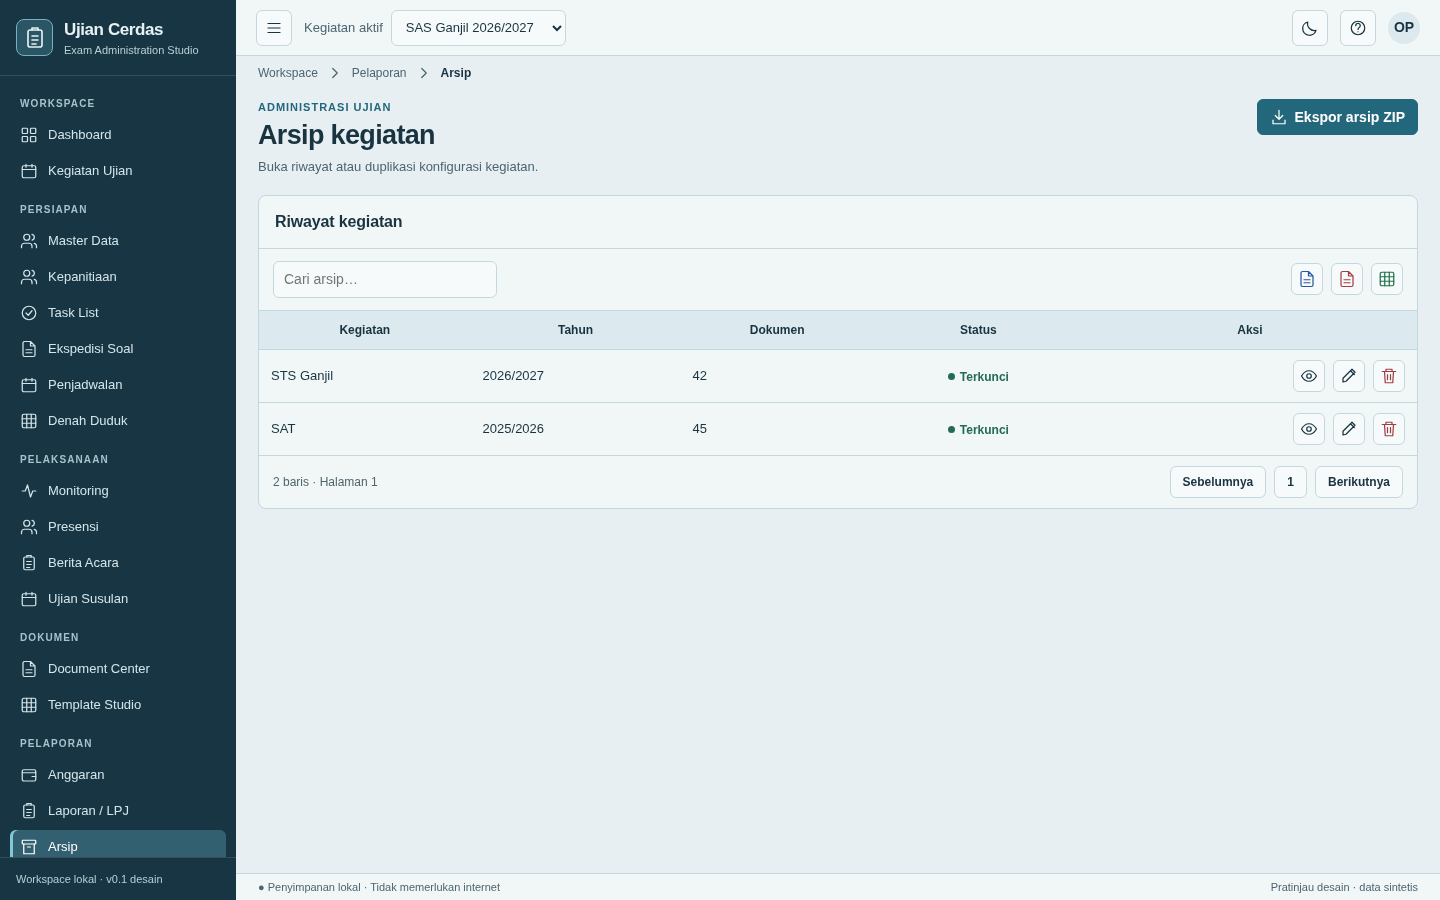 Ujian Cerdas
Exam Administration Studio
WORKSPACE
Dashboard
Kegiatan Ujian
PERSIAPAN
Master Data
Kepanitiaan
Task List
Ekspedisi Soal
Penjadwalan
Denah Duduk
PELAKSANAAN
Monitoring
Presensi
Berita Acara
Ujian Susulan
DOKUMEN
Document Center
Template Studio
PELAPORAN
Anggaran
Laporan / LPJ
Arsip
Workspace lokal · v0.1 desain
Kegiatan aktif SAS Ganjil 2026/2027 OP
Workspace Pelaporan Arsip
ADMINISTRASI UJIAN
Arsip kegiatan
Buka riwayat atau duplikasi konfigurasi kegiatan.
Ekspor arsip ZIP
Riwayat kegiatan
Cari arsip…
Kegiatan Tahun Dokumen Status Aksi
STS Ganjil 2026/2027 42 Terkunci
SAT 2025/2026 45 Terkunci
2 baris · Halaman 1 Sebelumnya 1 Berikutnya
● Penyimpanan lokal · Tidak memerlukan internet Pratinjau desain · data sintetis